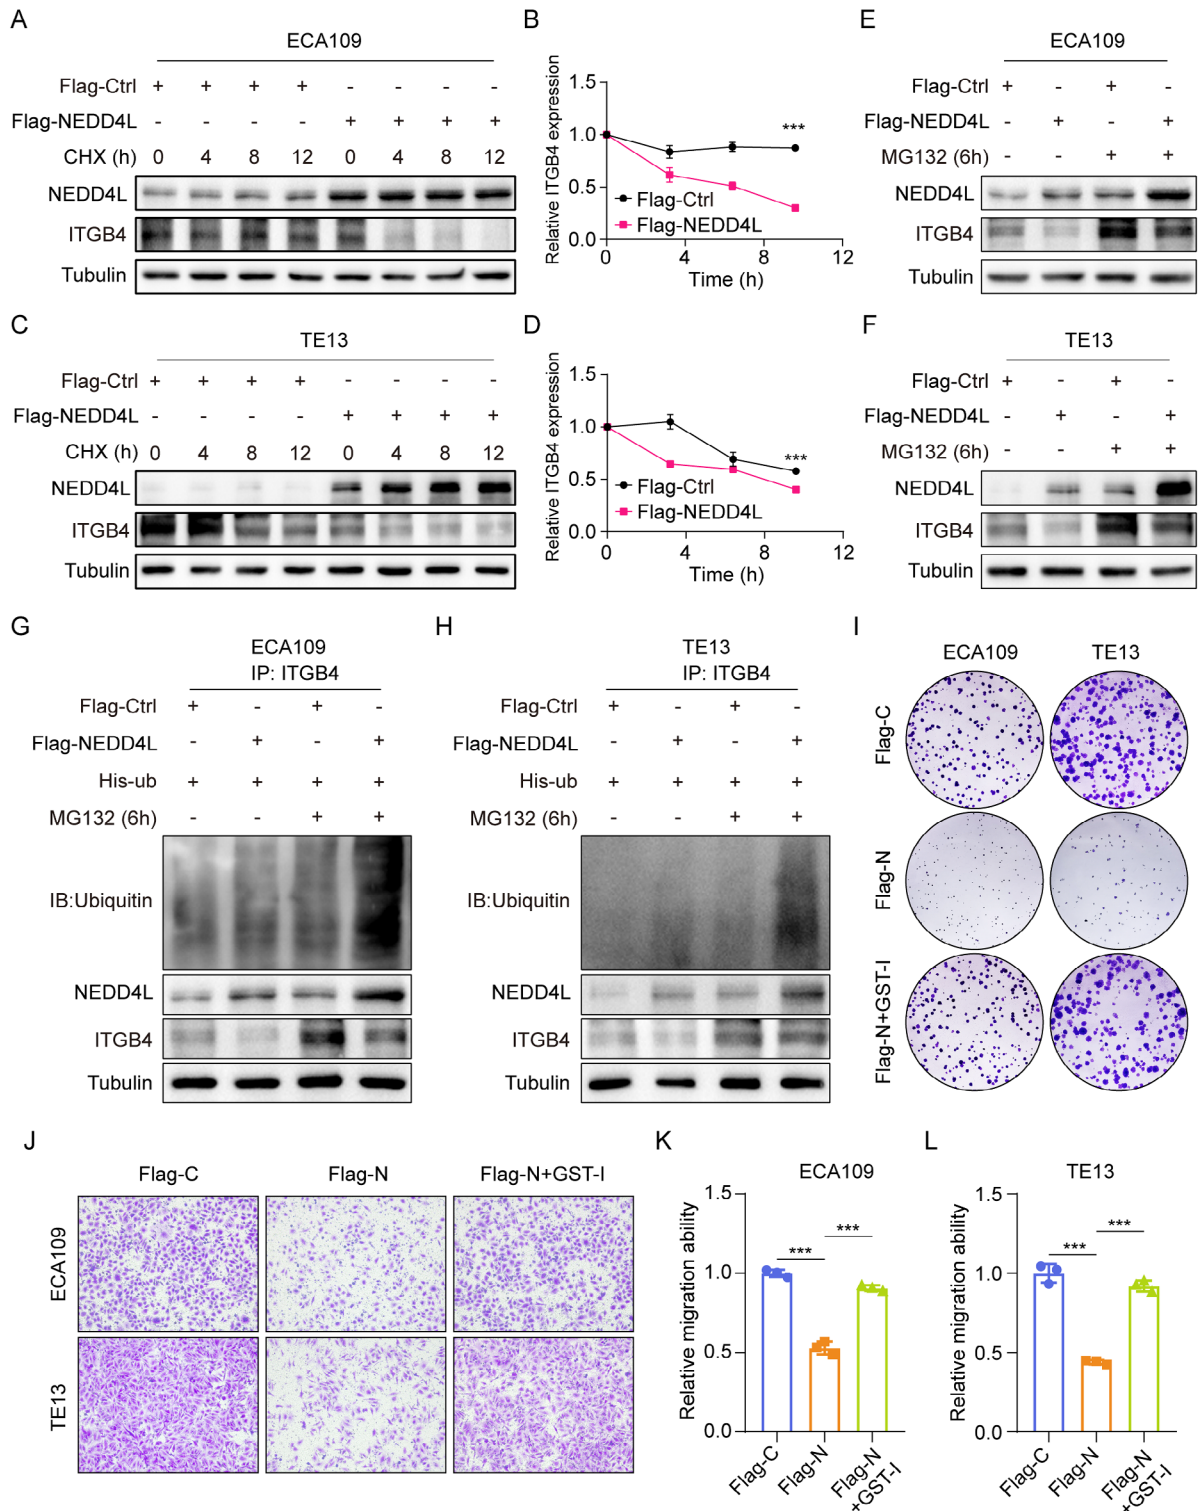 A
ECA109
Flag-Ctrl + + + + - - - -
Flag-NEDD4L - - - - + + + +
CHX (h) 0 4 8 12 0 4 8 12
NEDD4L
ITGB4
Tubulin
B
Relative ITGB4 expression
1.5
1.0
0.5
0.0
***
Flag-Ctrl
Flag-NEDD4L
0 4 8 12
Time (h)
E
ECA109
Flag-Ctrl + - + -
Flag-NEDD4L - + - +
MG132 (6h) - - + +
NEDD4L
ITGB4
Tubulin
C
TE13
Flag-Ctrl + + + + - - - -
Flag-NEDD4L - - - - + + + +
CHX (h) 0 4 8 12 0 4 8 12
NEDD4L
ITGB4
Tubulin
D
Relative ITGB4 expression
1.5
1.0
0.5
0.0
***
Flag-Ctrl
Flag-NEDD4L
0 4 8 12
Time (h)
F
TE13
Flag-Ctrl + - + -
Flag-NEDD4L - + - +
MG132 (6h) - - + +
NEDD4L
ITGB4
Tubulin
G
ECA109
IP: ITGB4
Flag-Ctrl + - + -
Flag-NEDD4L - + - +
His-ub + + + +
MG132 (6h) - - + +
IB:Ubiquitin
NEDD4L
ITGB4
Tubulin
H
TE13
IP: ITGB4
Flag-Ctrl + - + -
Flag-NEDD4L - + - +
His-ub + + + +
MG132 (6h) - - + +
IB:Ubiquitin
NEDD4L
ITGB4
Tubulin
I
ECA109 TE13
Flag-C
Flag-N
Flag-N+GST-I
J
Flag-C Flag-N Flag-N+GST-I
ECA109
TE13
K
ECA109
Relative migration ability
1.5
1.0
0.5
0.0
*** ***
Flag-C
Flag-N
Flag-N
+GST-I
L
TE13
Relative migration ability
1.5
1.0
0.5
0.0
*** ***
Flag-C
Flag-N
Flag-N
+GST-I